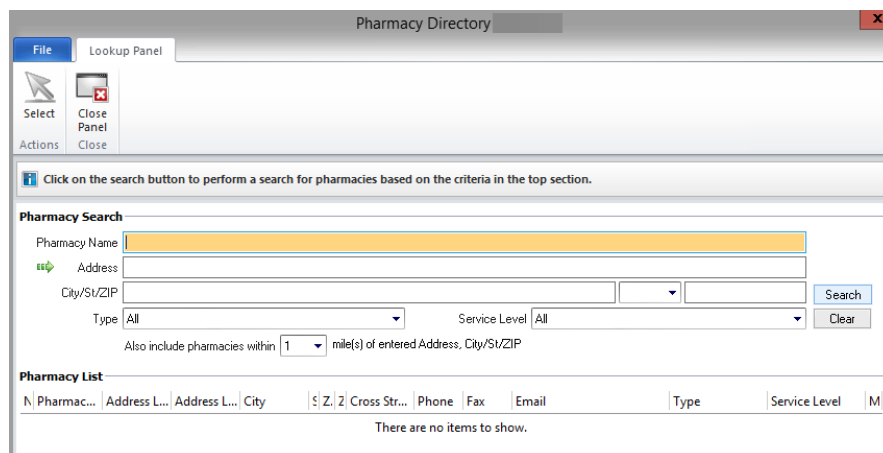 Pharmacy Directory
x
File Lookup Panel
Select Close Panel
Actions Close
Click on the search button to perform a search for pharmacies based on the criteria in the top section.
Pharmacy Search
Pharmacy Name
Address
City/St/ZIP Search
Type All Service Level All Clear
Also include pharmacies within 1 mile(s) of entered Address, City/St/ZIP
Pharmacy List
N Pharmac... Address L... Address L... City S Z. Z Cross Str... Phone Fax Email Type Service Level M
There are no items to show.